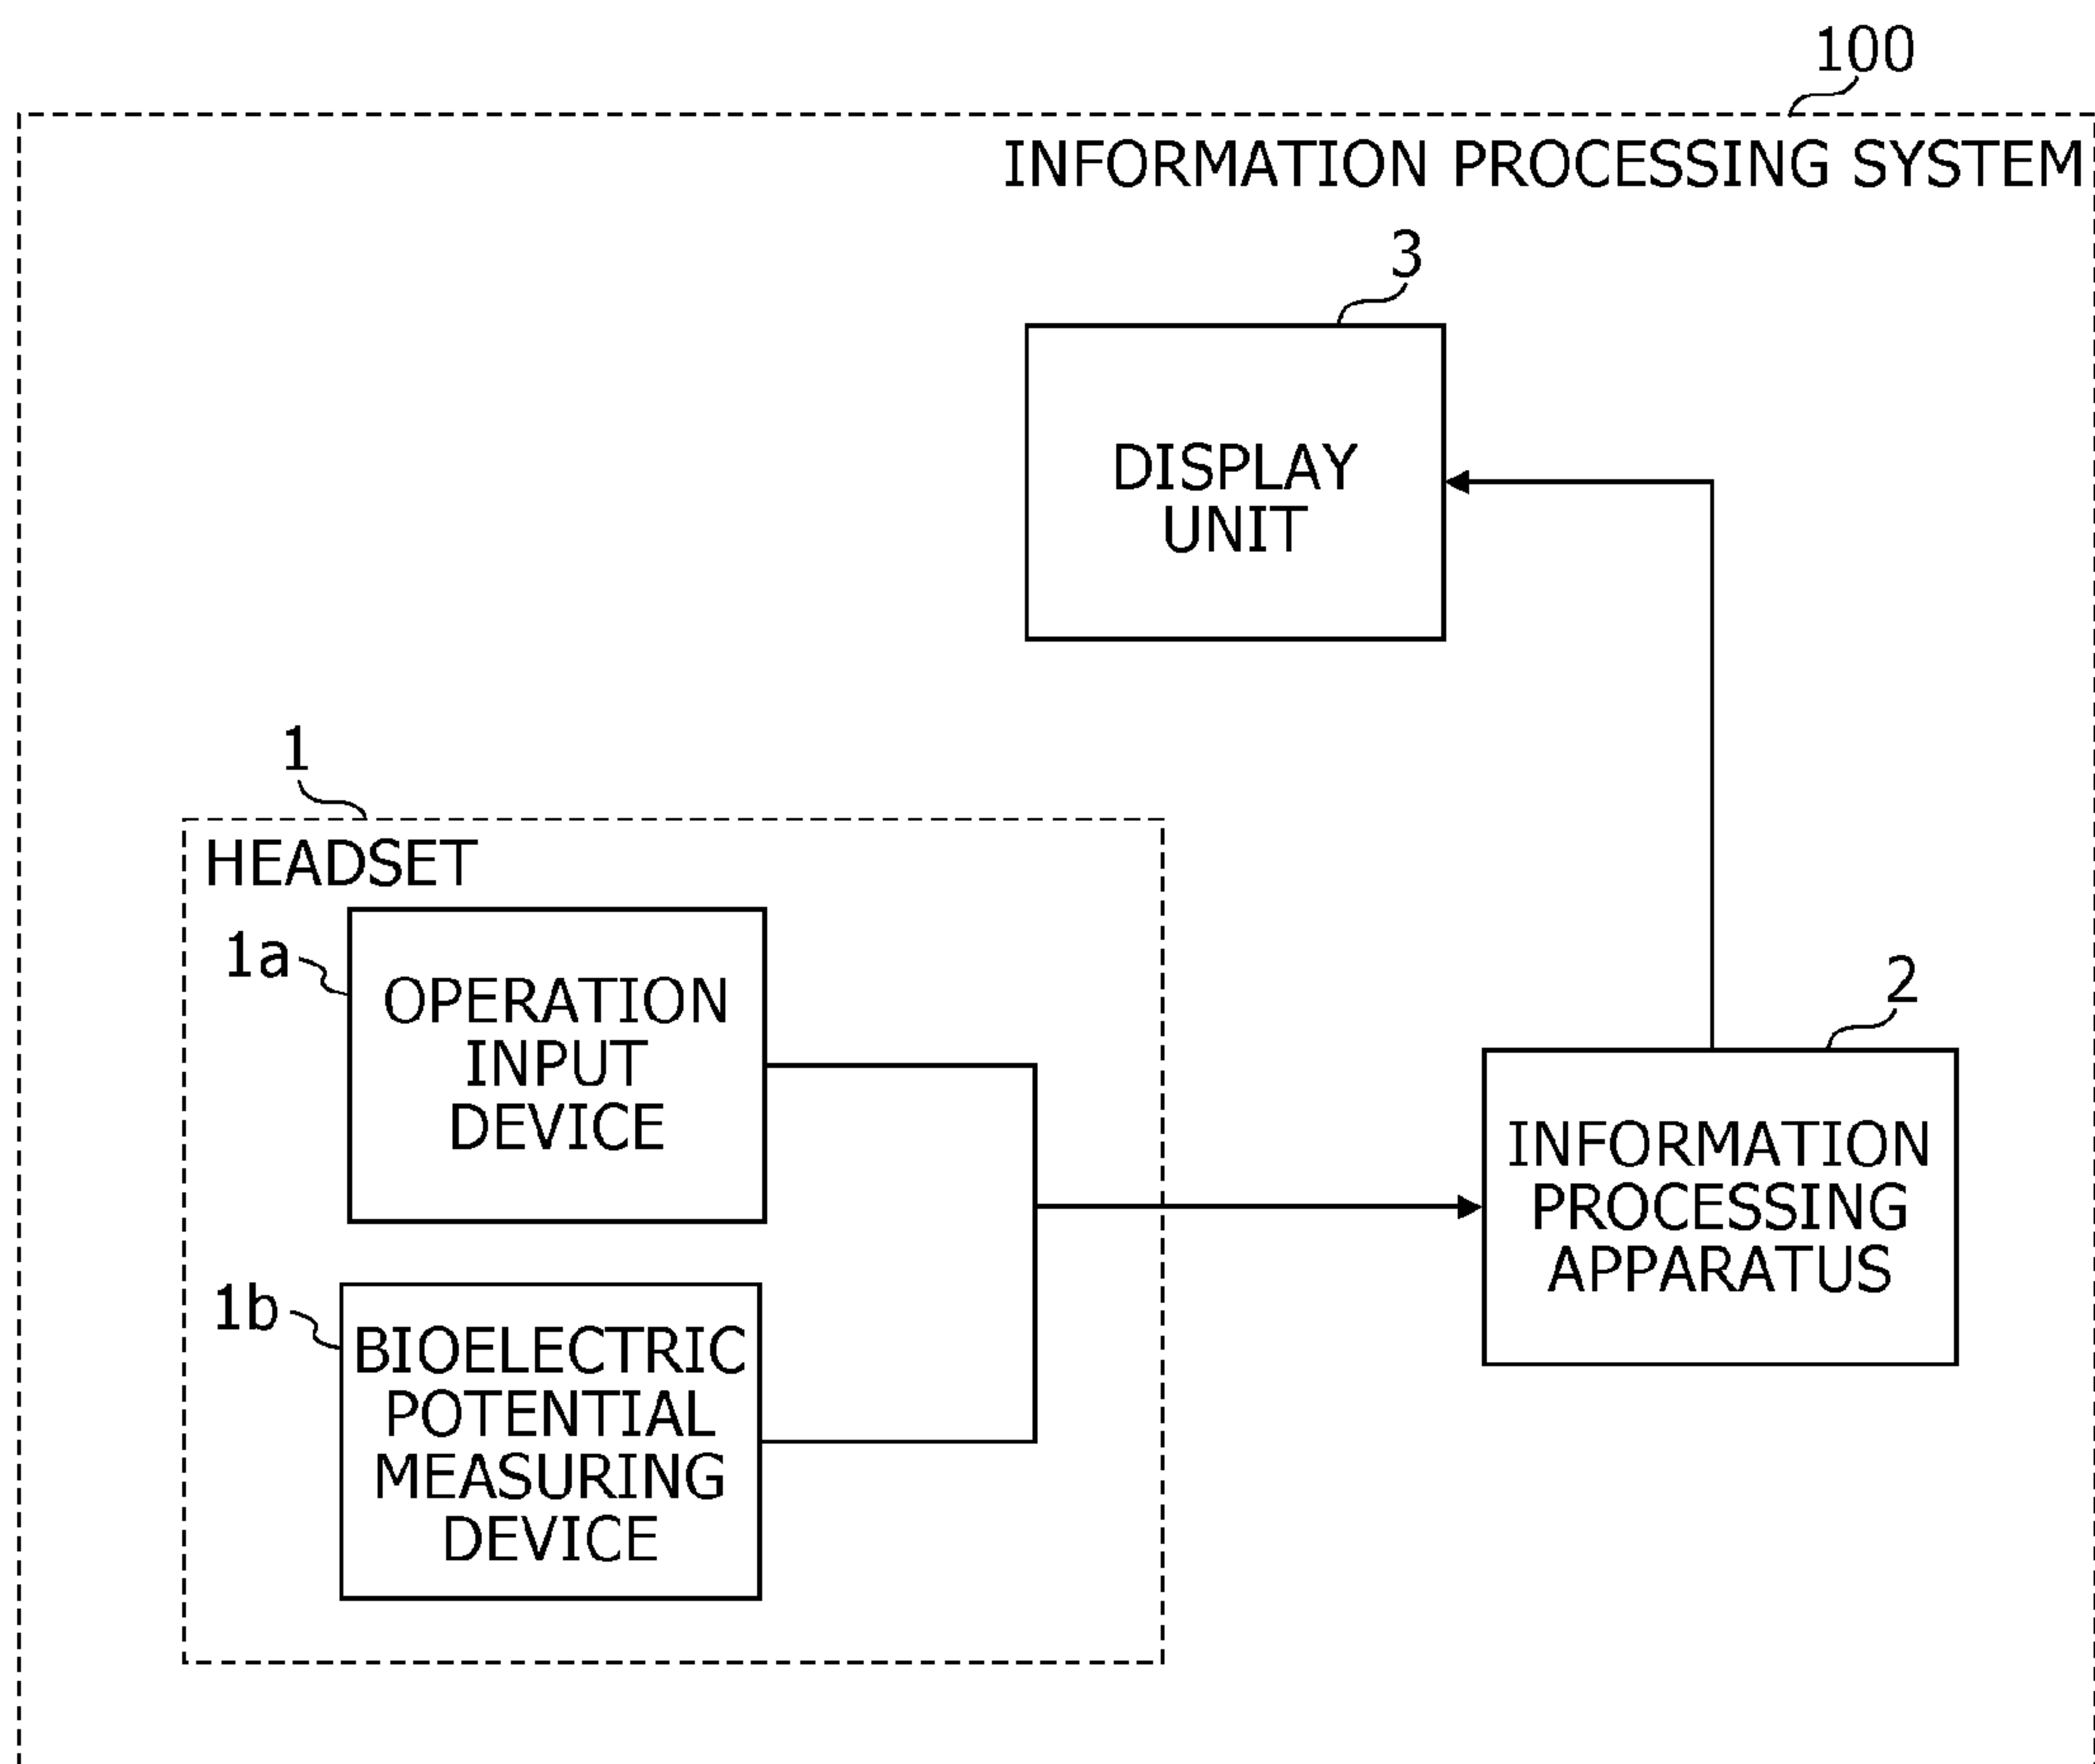 100
INFORMATION PROCESSING SYSTEM
3
DISPLAY
UNIT
1
HEADSET
1a
OPERATION
INPUT
DEVICE
2
INFORMATION
PROCESSING
APPARATUS
1b
BIOELECTRIC
POTENTIAL
MEASURING
DEVICE